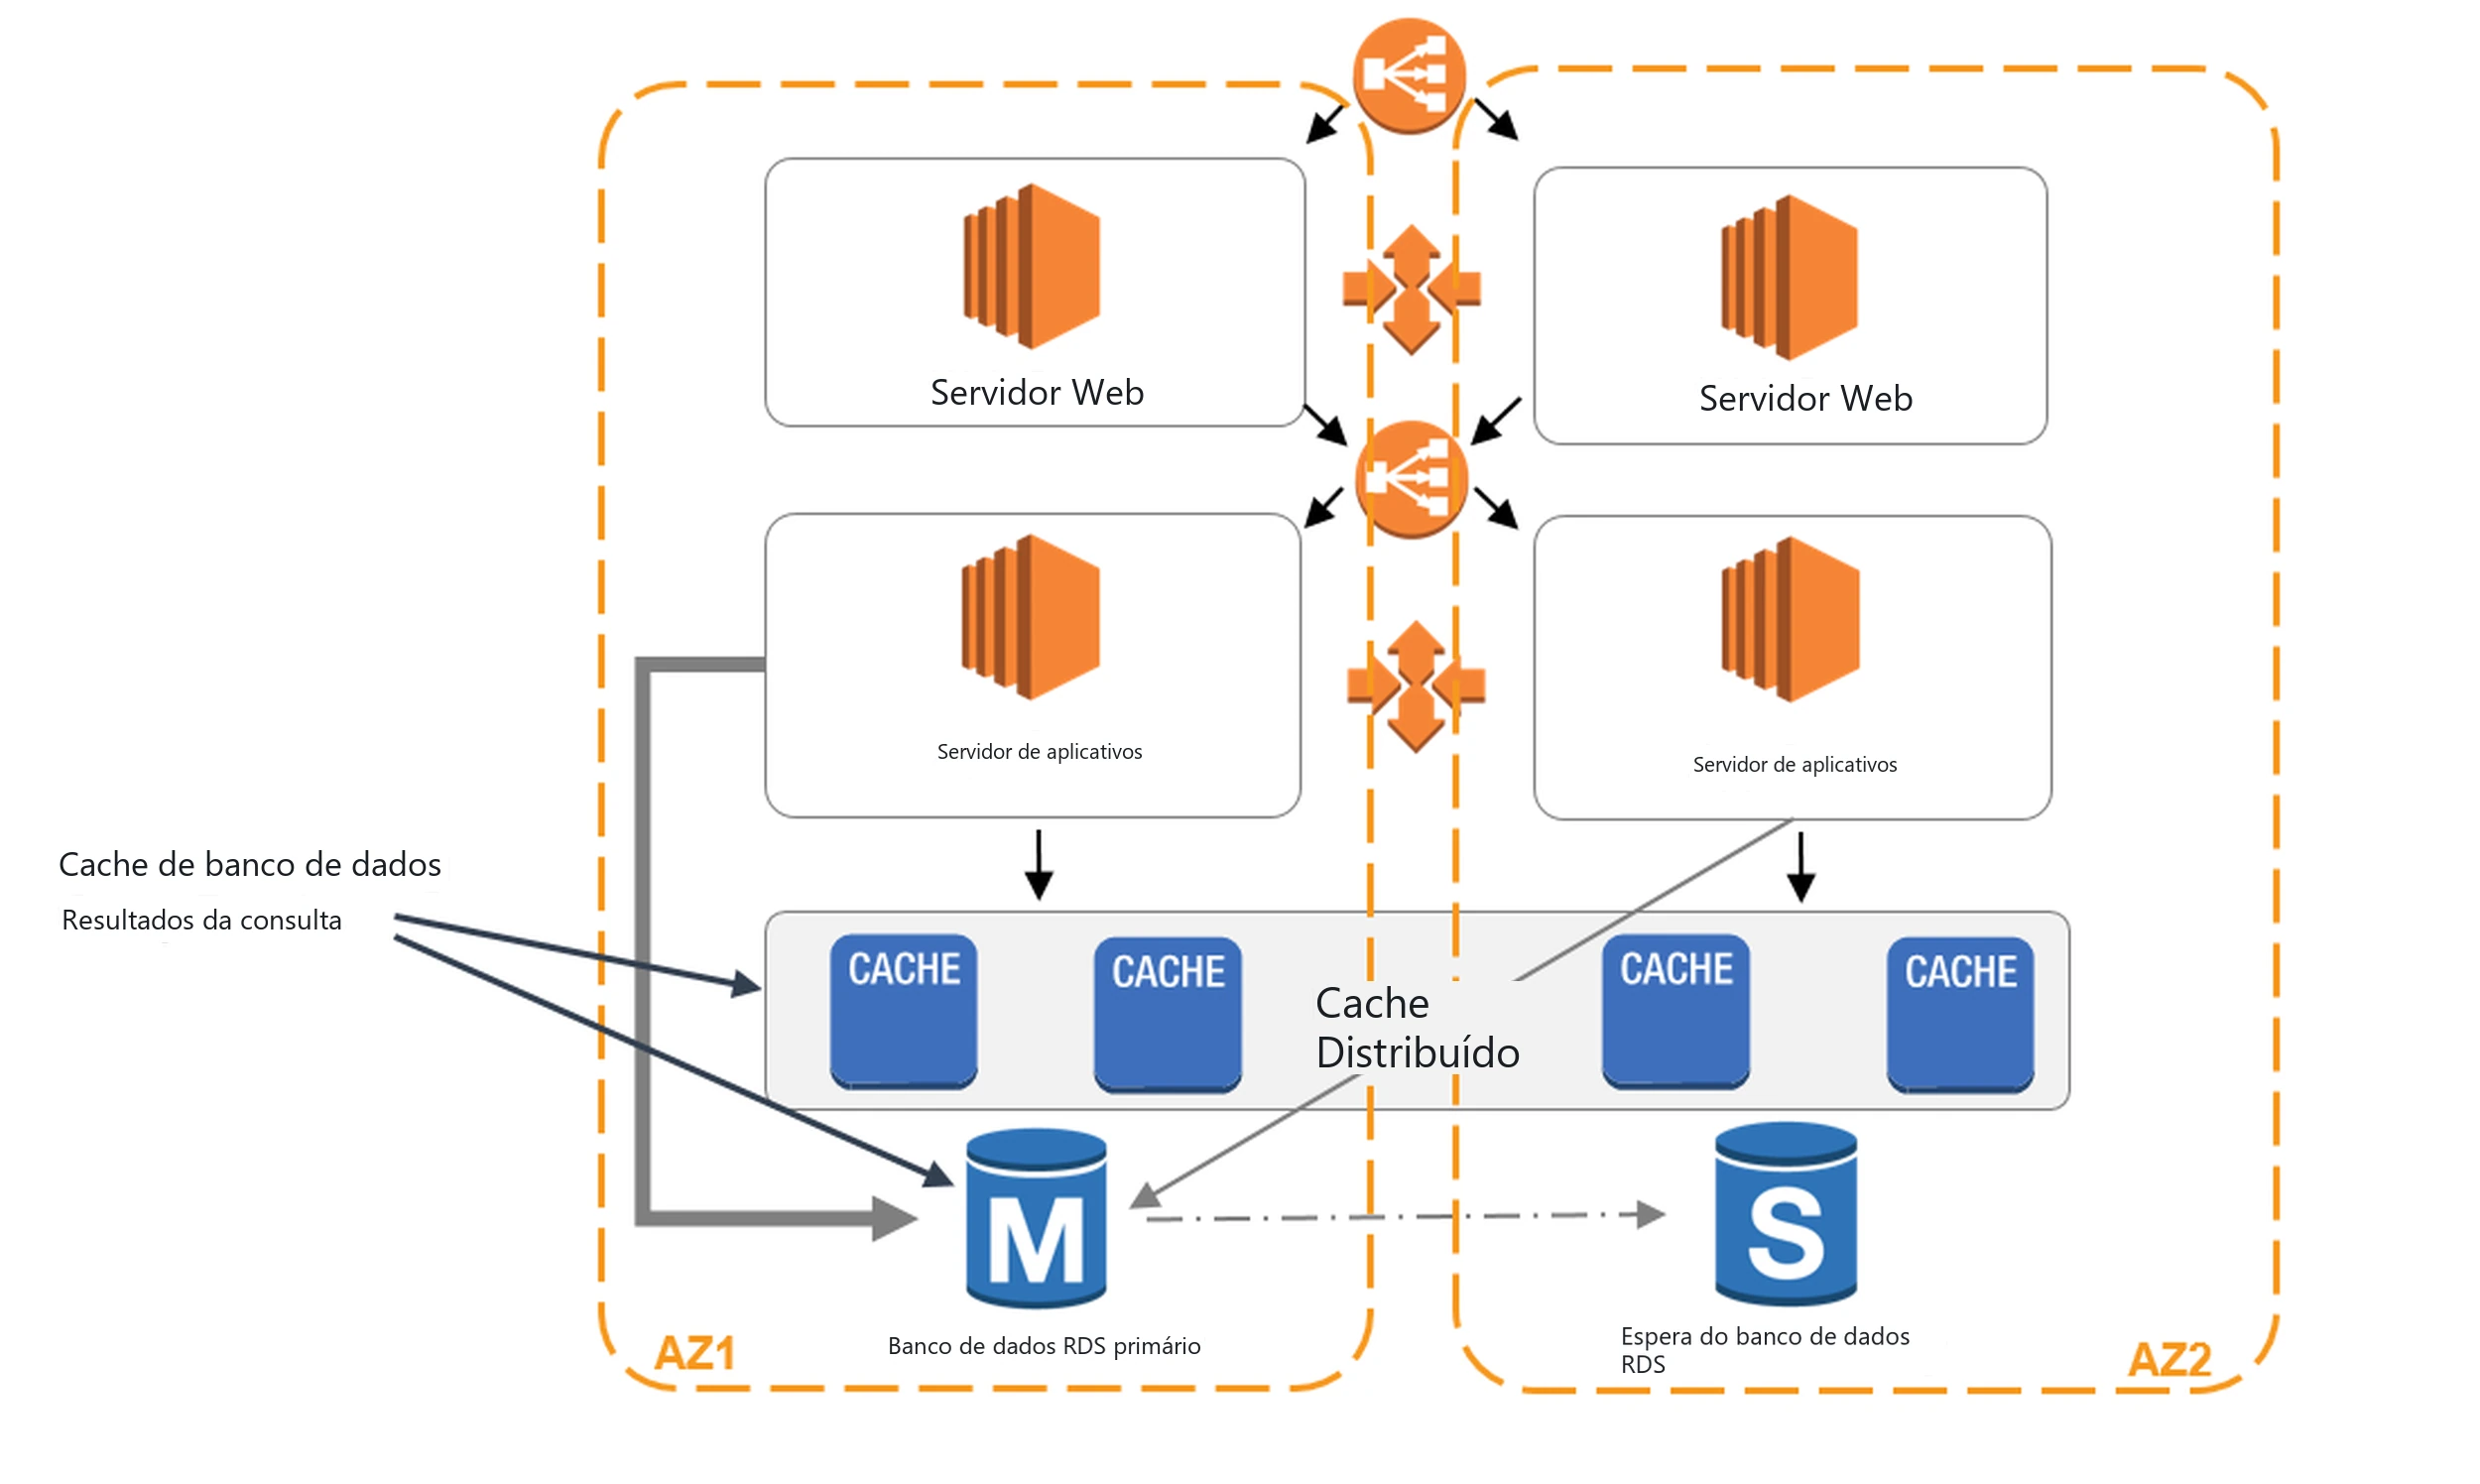 Servidor Web
Servidor Web
Servidor de aplicativos
Servidor de aplicativos
Cache de banco de dados
Resultados da consulta
CACHE
CACHE
CACHE
CACHE
Cache
Distribuído
M
S
Banco de dados RDS primário
Espera do banco de dados
RDS
AZ1
AZ2